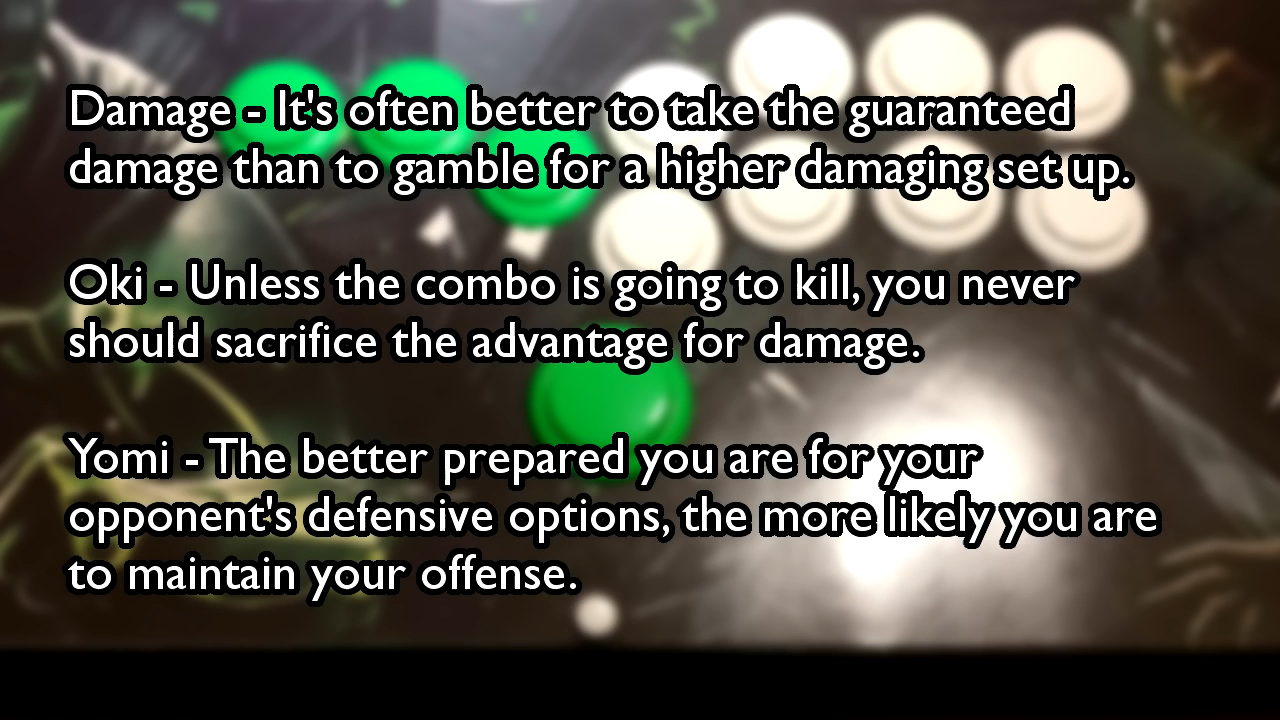 Damage - It's often better to take the guaranteed
damage than to gamble for a higher damaging set up.
Oki - Unless the combo is going to kill, you never
should sacrifice the advantage for damage.
Yomi - The better prepared you are for your
opponent's defensive options, the more likely you are
to maintain your offense.